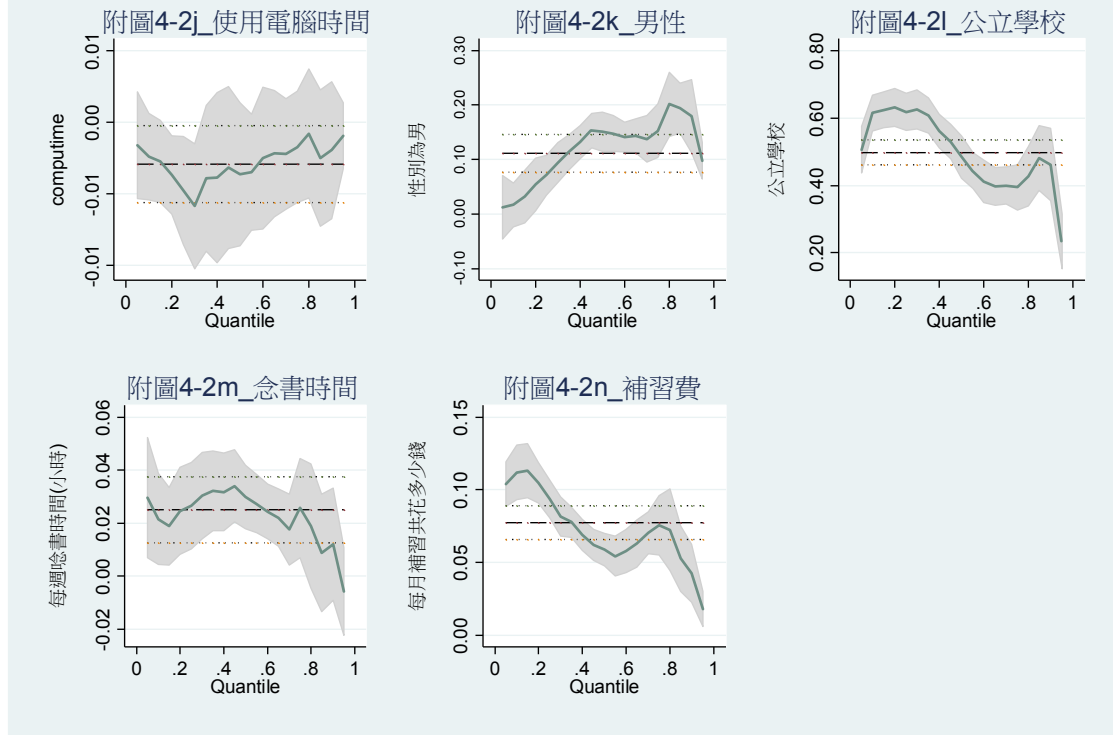 附圖4-2j_使用電腦時間
附圖4-2k_男性
附圖4-2l_公立學校
computime
0.01
0.00
-0.01
-0.01
0 .2 .4 .6 .8 1
Quantile
性別為男
0.30
0.20
0.10
0.00
-0.10
0 .2 .4 .6 .8 1
Quantile
公立學校
0.80
0.60
0.40
0.20
0 .2 .4 .6 .8 1
Quantile
附圖4-2m_念書時間
附圖4-2n_補習費
每週唸書時間(小時)
0.06
0.04
0.02
0.00
-0.02
0 .2 .4 .6 .8 1
Quantile
每月補習共花多少錢
0.15
0.10
0.05
0.00
0 .2 .4 .6 .8 1
Quantile